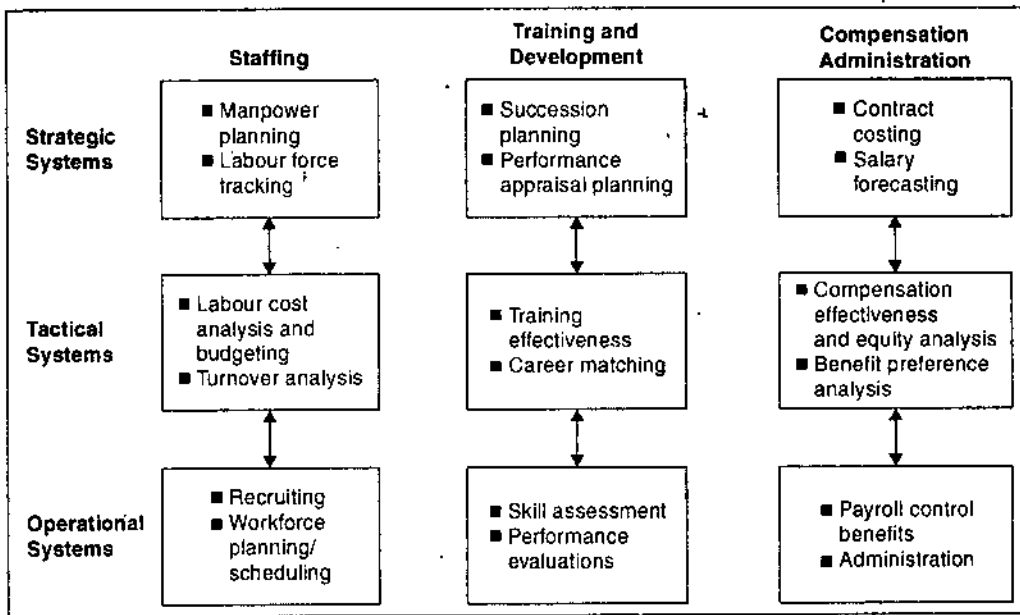 Staffing
Training and
Development
Compensation
Administration
Strategic
Systems
■ Manpower
planning
■ Labour force
tracking
■ Succession
planning
■ Performance
appraisal planning
■ Contract
costing
■ Salary
forecasting
Tactical
Systems
■ Labour cost
analysis and
budgeting
■ Turnover analysis
■ Training
effectiveness
■ Career matching
■ Compensation
effectiveness
and equity analysis
■ Benefit preference
analysis
Operational
Systems
■ Recruiting
■ Workforce
planning/
scheduling
■ Skill assessment
■ Performance
evaluations
■ Payroll control
benefits
■ Administration